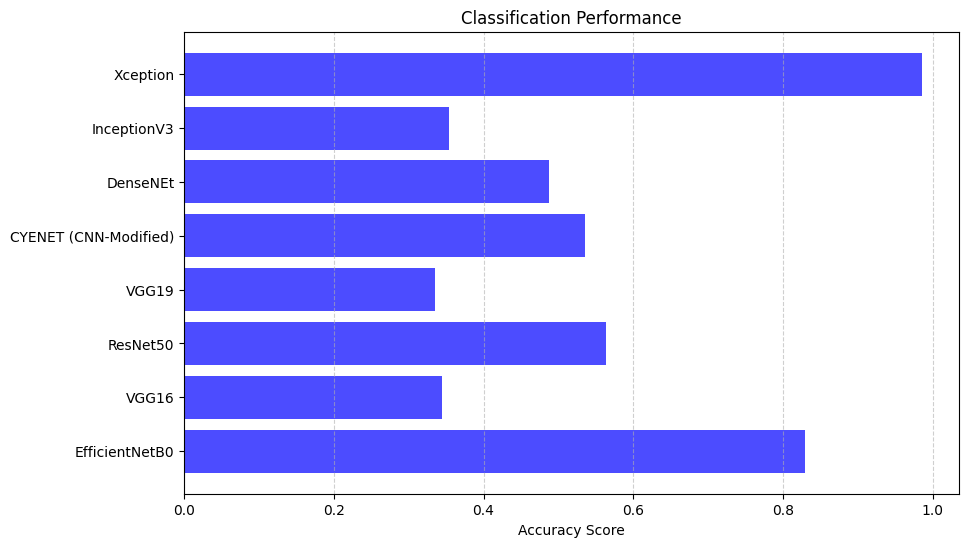 Classification Performance
Xception
InceptionV3
DenseNEt
CYENET (CNN-Modified)
VGG19
ResNet50
VGG16
EfficientNetB0
0.0 0.2 0.4 0.6 0.8 1.0
Accuracy Score